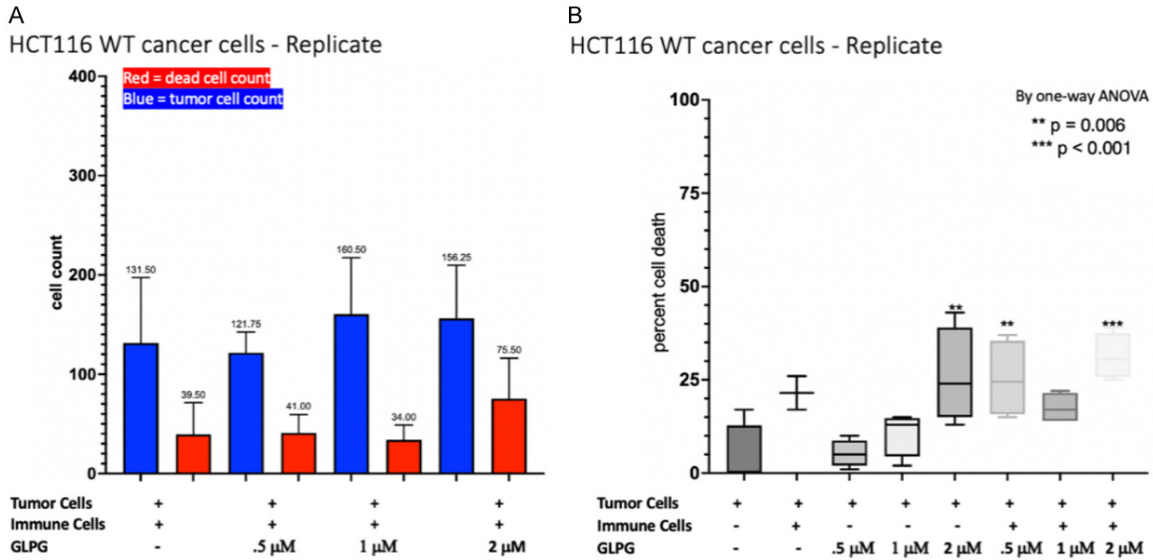 A
HCT116 WT cancer cells - Replicate
Red = dead cell count
Blue = tumor cell count
cell count
400
300
200
100
0
131.50
39.50
121.75
41.00
160.50
34.00
156.25
75.50
Tumor Cells + + + +
Immune Cells + + + +
GLPG - .5 μM 1 μM 2 μM
B
HCT116 WT cancer cells - Replicate
By one-way ANOVA
** p = 0.006
*** p < 0.001
percent cell death
100
75
50
25
0
** ** ***
Tumor Cells + + + + + + + +
Immune Cells - + - - - + + +
GLPG - - .5 μM 1 μM 2 μM .5 μM 1 μM 2 μM